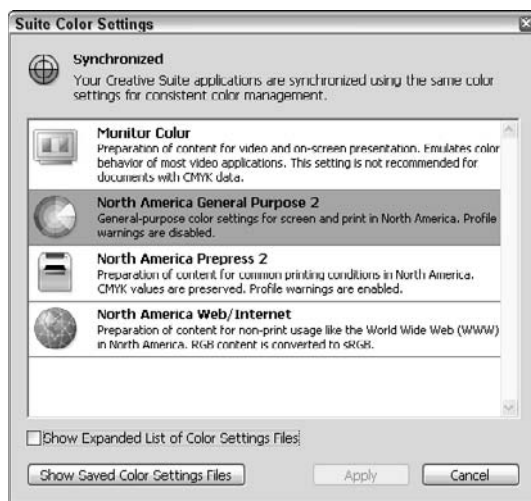 Suite Color Settings
Synchronized
Your Creative Suite applications are synchronized using the same color
settings for consistent color management.
Monitor Color
Preparation of content for video and on-screen presentation. Emulates color
behavior of most video applications. This setting is not recommended for
documents with CMYK data.
North America General Purpose 2
General-purpose color settings for screen and print in North America. Profile
warnings are disabled.
North America Prepress 2
Preparation of content for common printing conditions in North America.
CMYK values are preserved. Profile warnings are enabled.
North America Web/Internet
Preparation of content for non-print usage like the World Wide Web (WWW)
in North America. RGB content is converted to sRGB.
Show Expanded List of Color Settings Files
Show Saved Color Settings Files
Apply
Cancel